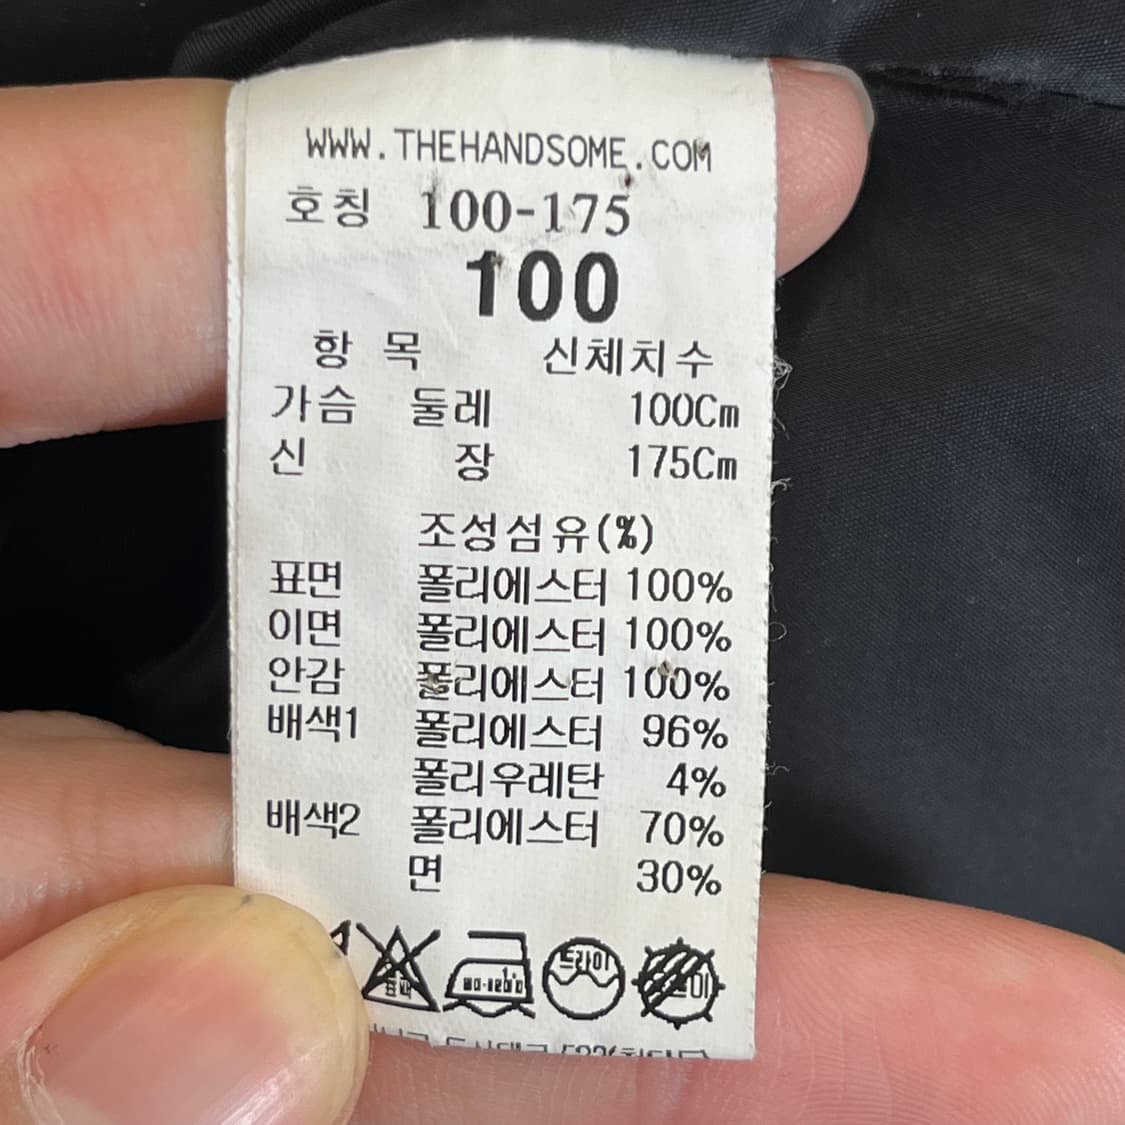 WWW.THEHANDSOME.COM
호칭 100-175
100
항 목 신체치수
가슴 둘레 100Cm
신 장 175Cm
조성섬유(%)
표면 폴리에스터 100%
이면 폴리에스터 100%
안감 폴리에스터 100%
배색1 폴리에스터 96%
폴리우레탄 4%
배색2 폴리에스터 70%
면 30%
드라이